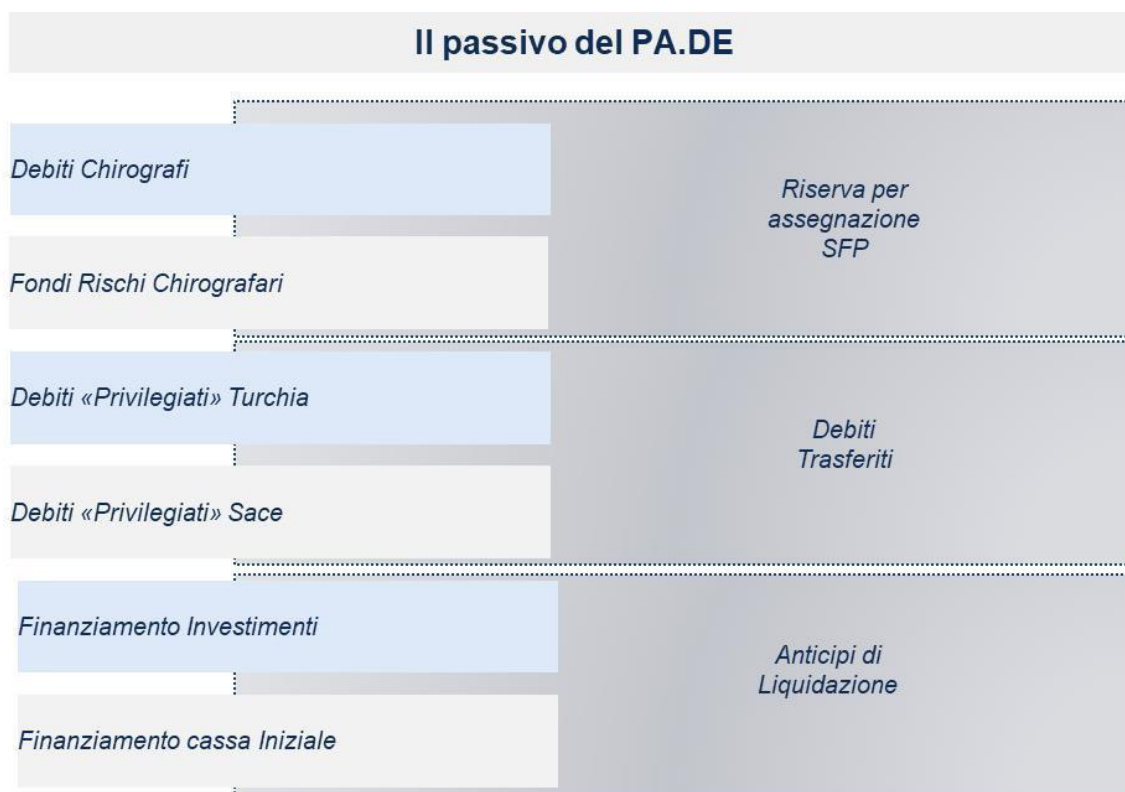 Il passivo del PA.DE
Debiti Chirografi
Fondi Rischi Chirografari
Riserva per
assegnazione
SFP
Debiti «Privilegiati» Turchia
Debiti «Privilegiati» Sace
Debiti
Trasferiti
Finanziamento Investimenti
Finanziamento cassa Iniziale
Anticipi di
Liquidazione